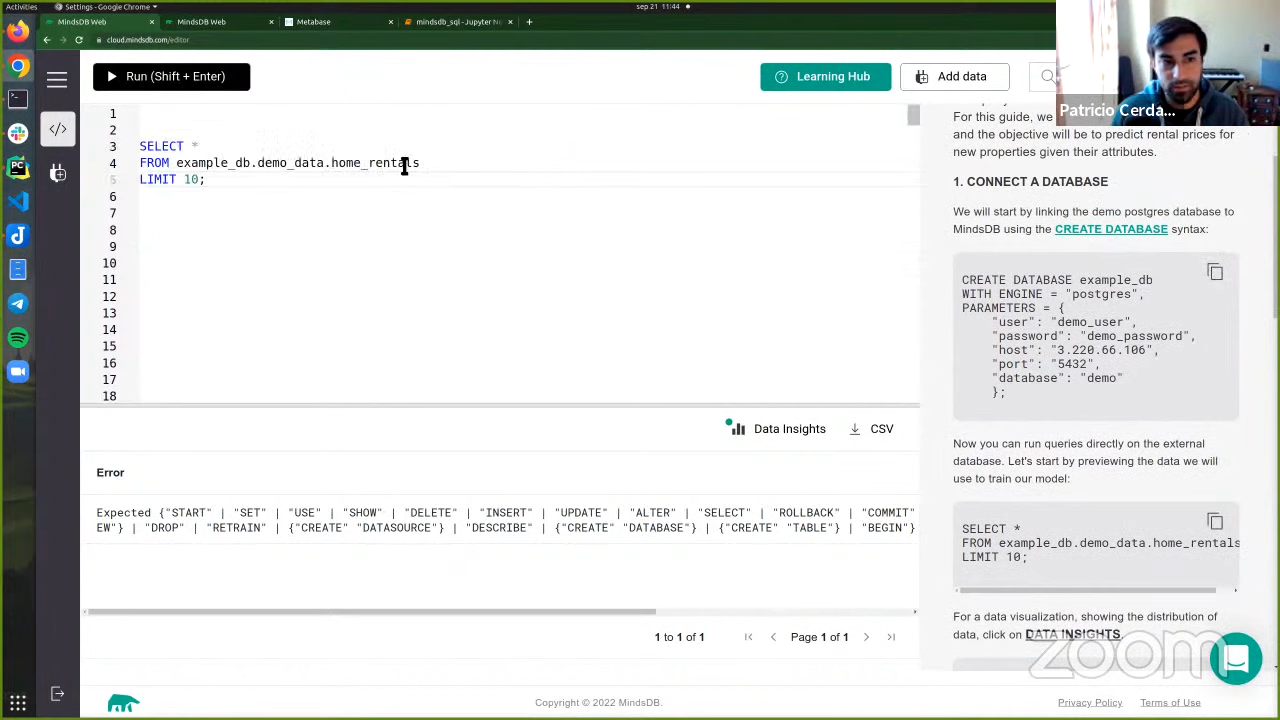 Activities
Settings - Google Chrome
sep 21 11:44
MindsDB Web
MindsDB Web
Metabase
mindsdb_sql - Jupyter
cloud.mindsdb.com/editor
Run (Shift + Enter)
Learning Hub
Add data
Patricio Cerda...
1
2
3 SELECT *
4 FROM example_db.demo_data.home_rentals
5 LIMIT 10;
6
7
8
9
10
11
12
13
14
15
16
17
18
Data Insights
CSV
Error
Expected {"START" | "SET" | "USE" | "SHOW" | "DELETE" | "INSERT" | "UPDATE" | "ALTER" | "SELECT" | "ROLLBACK" | "COMMIT"
EW"} | "DROP" | "RETRAIN" | {"CREATE" "DATASOURCE"} | "DESCRIBE" | {"CREATE" "DATABASE"} | {"CREATE" "TABLE"} | "BEGIN"}
1 to 1 of 1
Page 1 of 1
For this guide, we
and the objective will be to predict rental prices for
new properties given their attributes.
1. CONNECT A DATABASE
We will start by linking the demo postgres database to
MindsDB using the CREATE DATABASE syntax:
CREATE DATABASE example_db
WITH ENGINE = "postgres",
PARAMETERS = {
"user": "demo_user",
"password": "demo_password",
"host": "3.220.66.106",
"port": "5432",
"database": "demo"
};
Now you can run queries directly on the external
database. Let's start by previewing the data we will
use to train our model:
SELECT *
FROM example_db.demo_data.home_rentals
LIMIT 10;
For a data visualization, showing the distribution of
data, click on DATA INSIGHTS.
zoom
Copyright © 2022 MindsDB.
Privacy Policy
Terms of Use